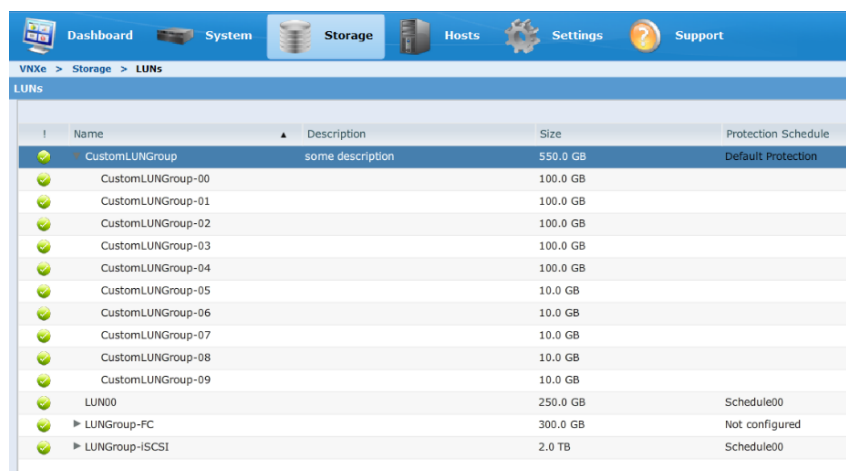 Dashboard System Storage Hosts Settings Support
VNXe > Storage > LUNs
LUNs
! Name Description Size Protection Schedule
CustomLUNGroup some description 550.0 GB Default Protection
CustomLUNGroup-00 100.0 GB
CustomLUNGroup-01 100.0 GB
CustomLUNGroup-02 100.0 GB
CustomLUNGroup-03 100.0 GB
CustomLUNGroup-04 100.0 GB
CustomLUNGroup-05 10.0 GB
CustomLUNGroup-06 10.0 GB
CustomLUNGroup-07 10.0 GB
CustomLUNGroup-08 10.0 GB
CustomLUNGroup-09 10.0 GB
LUN00 250.0 GB Schedule00
LUNGroup-FC 300.0 GB Not configured
LUNGroup-iSCSI 2.0 TB Schedule00